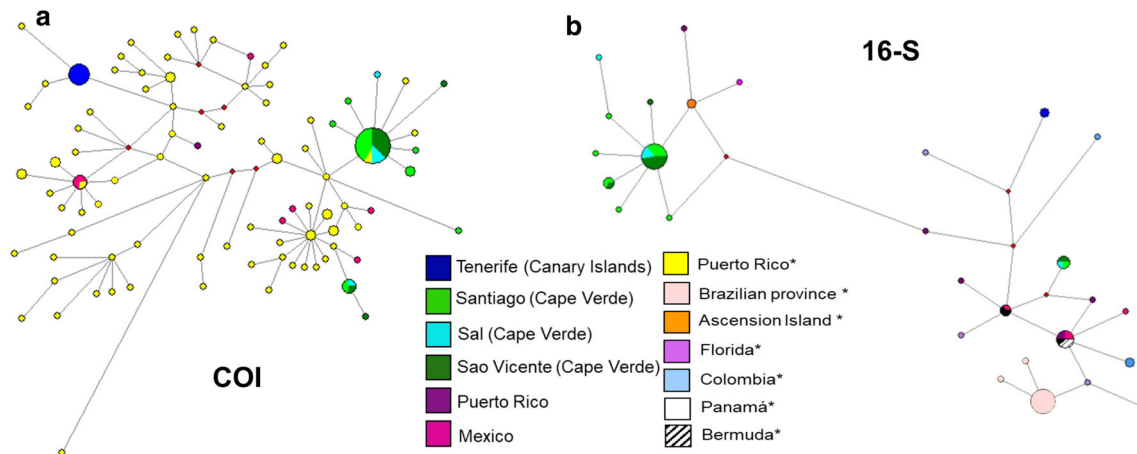 a
b
16-S
COI
Tenerife (Canary Islands)
Santiago (Cape Verde)
Sal (Cape Verde)
Sao Vicente (Cape Verde)
Puerto Rico
Mexico
Puerto Rico*
Brazilian province *
Ascension Island *
Florida*
Colombia*
Panamá*
Bermuda*